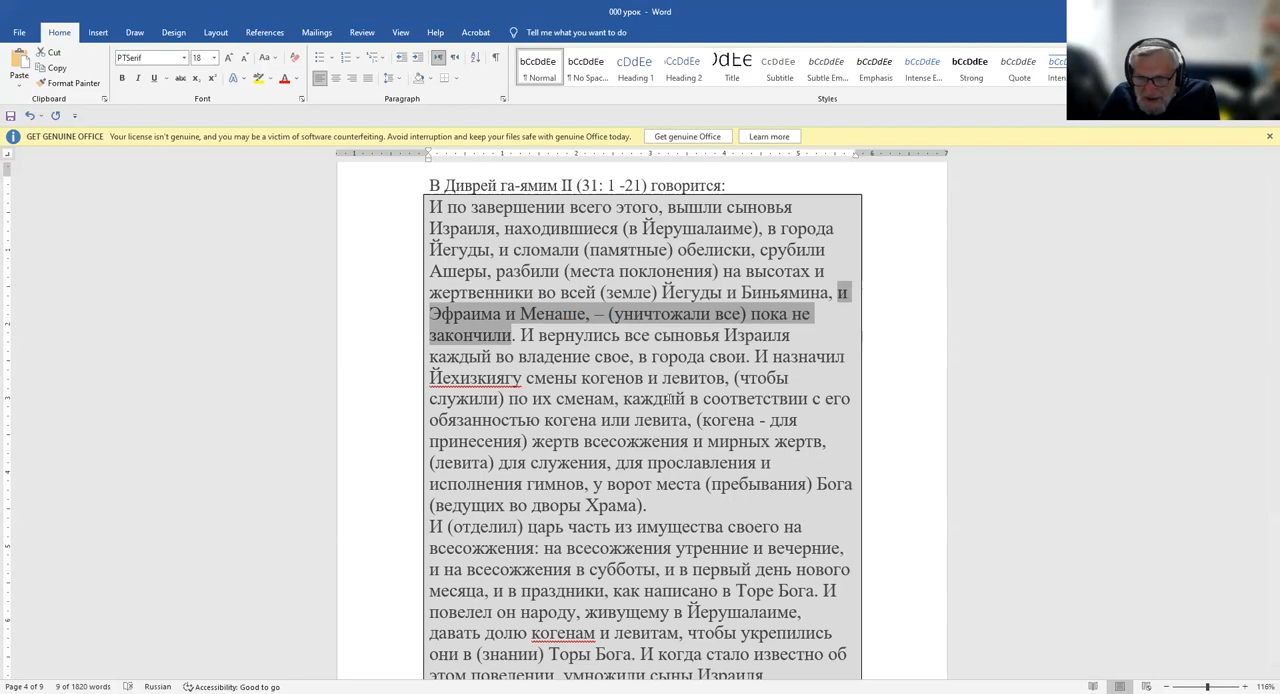 000 урок - Word
File Home Insert Draw Design Layout References Mailings Review View Help Acrobat Tell me what you want to do
Paste Cut Copy Format Painter
PTSerif 18
¶Normal ¶No Spac... Heading 1 Heading 2 Title Subtitle Subtle Em... Emphasis Intense E... Strong Quote
Clipboard Font Paragraph Styles
GET GENUINE OFFICE Your license isn't genuine, and you may be a victim of software counterfeiting. Avoid interruption and keep your files safe with genuine Office today. Get genuine Office Learn more
В Диврей га-ямим II (31: 1 -21) говорится:
И по завершении всего этого, вышли сыновья
Израиля, находившиеся (в Йерушалаиме), в города
Йегуды, и сломали (памятные) обелиски, срубили
Ашеры, разбили (места поклонения) на высотах и
жертвенники во всей (земле) Йегуды и Биньямина, и
Эфраима и Менаше, – (уничтожали все) пока не
закончили. И вернулись все сыновья Израиля
каждый во владение свое, в города свои. И назначил
Йехизкиягу смены когенов и левитов, (чтобы
служили) по их сменам, каждый в соответствии с его
обязанностью когена или левита, (когена - для
принесения) жертв всесожжения и мирных жертв,
(левита) для служения, для прославления и
исполнения гимнов, у ворот места (пребывания) Бога
(ведущих во дворы Храма).
И (отделил) царь часть из имущества своего на
всесожжения: на всесожжения утренние и вечерние,
и на всесожжения в субботы, и в первый день нового
месяца, и в праздники, как написано в Торе Бога. И
повелел он народу, живущему в Йерушалаиме,
давать долю когенам и левитам, чтобы укрепились
они в (знании) Торы Бога. И когда стало известно об
этом повелении, умножили сыны Израиля
Page 4 of 9 9 of 1820 words Russian Accessibility: Good to go 116%